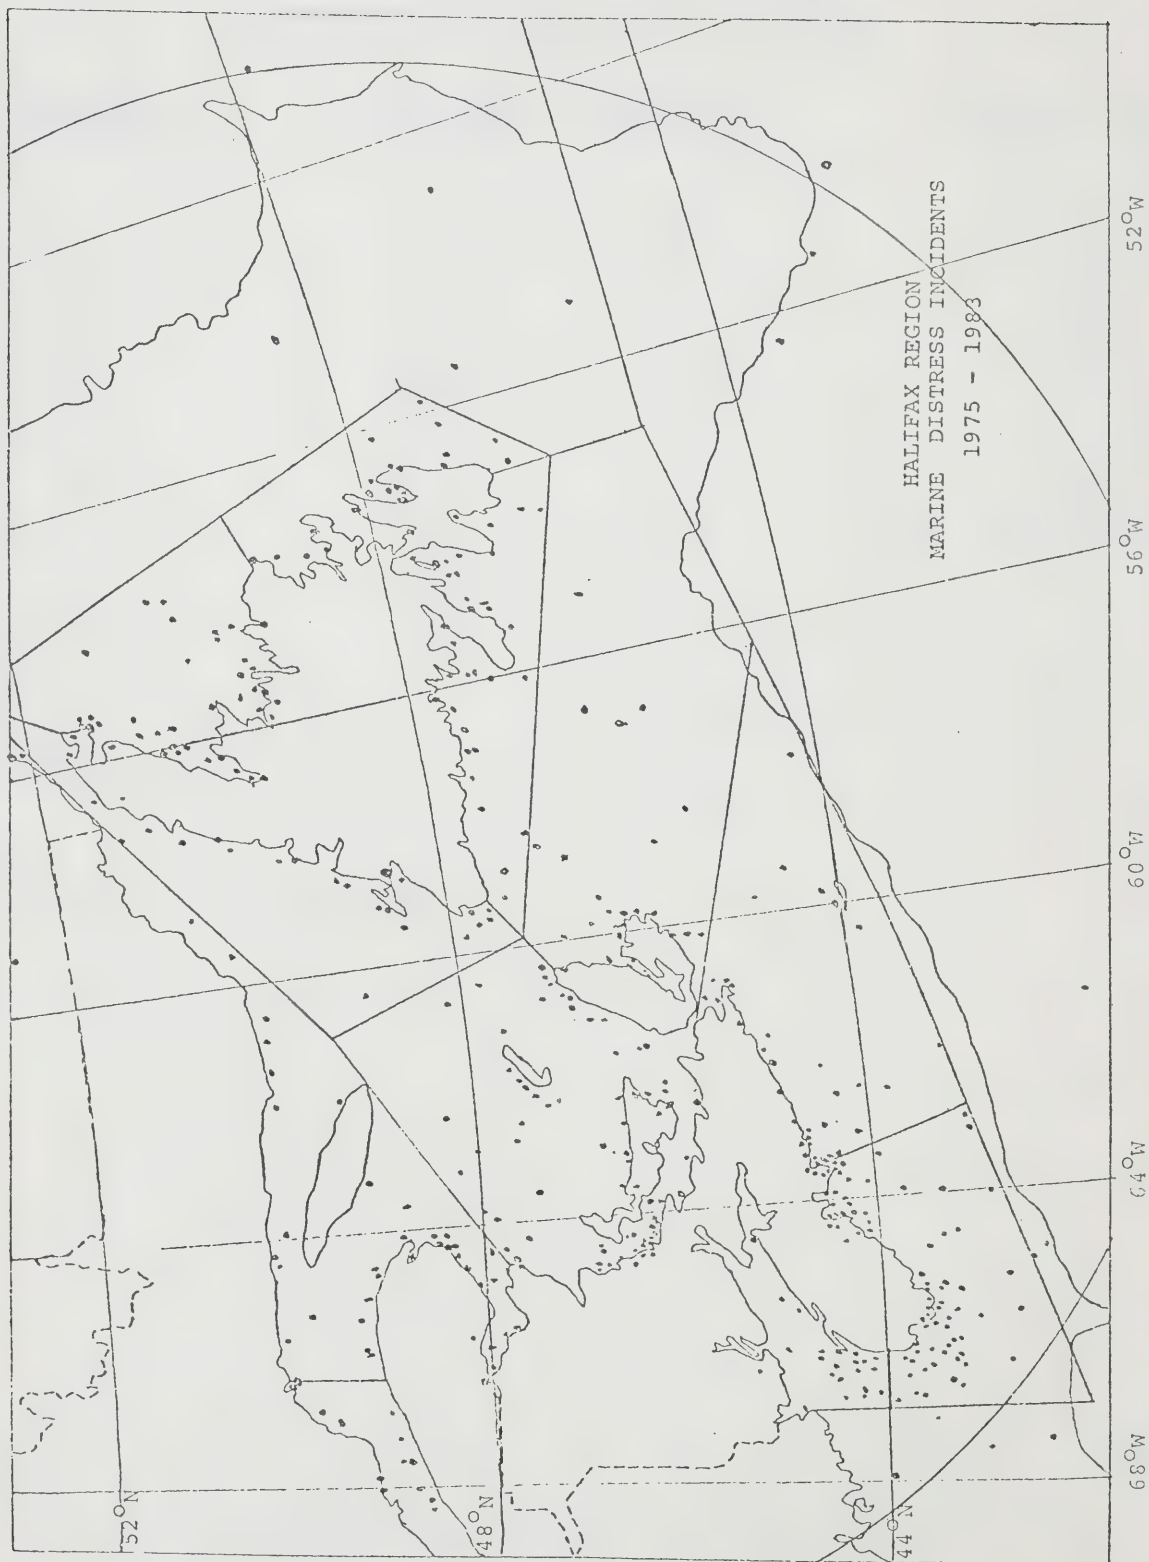 HALIFAX REGION
MARINE DISTRESS INCIDENTS
1975 - 1983
52°N
48°N
44°N
68°W
64°W
60°W
56°W
52°W